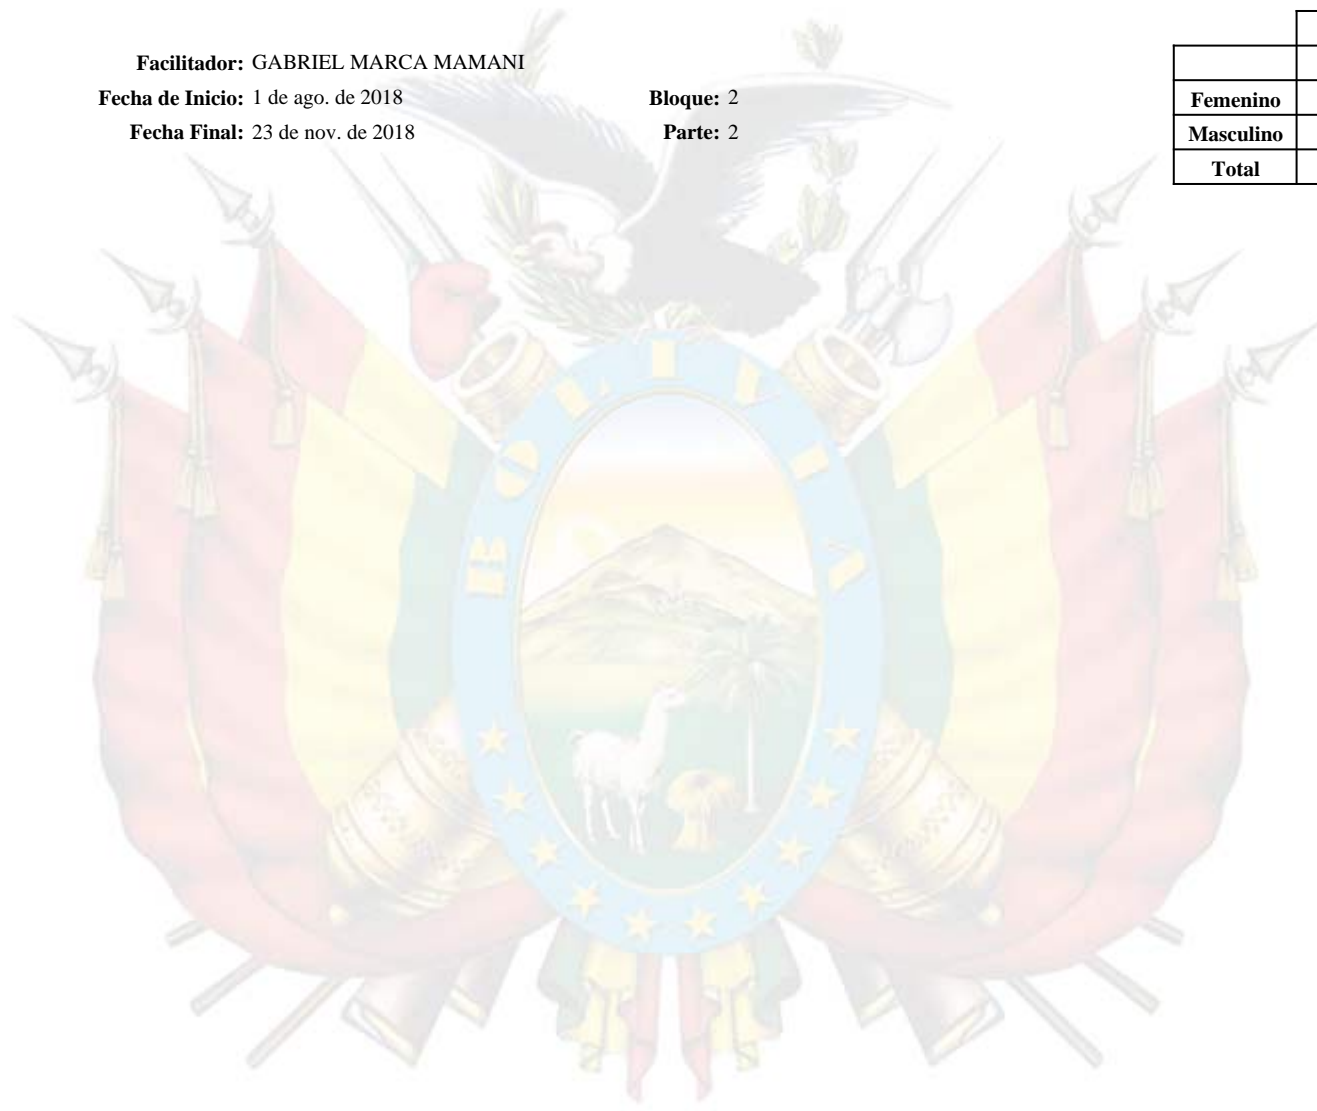 Facilitador: GABRIEL MARCA MAMANI
Fecha de Inicio: 1 de ago. de 2018 Bloque: 2
Fecha Final: 23 de nov. de 2018 Parte: 2
Femenino
Masculino
Total
BOLIVIA